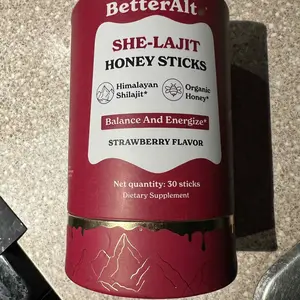 BetterAlt
SHE-LAJIT
HONEY STICKS
Himalayan
Shilajit*
Organic
Honey*
Balance And Energize*
STRAWBERRY FLAVOR
Net quantity: 30 sticks
Dietary Supplement